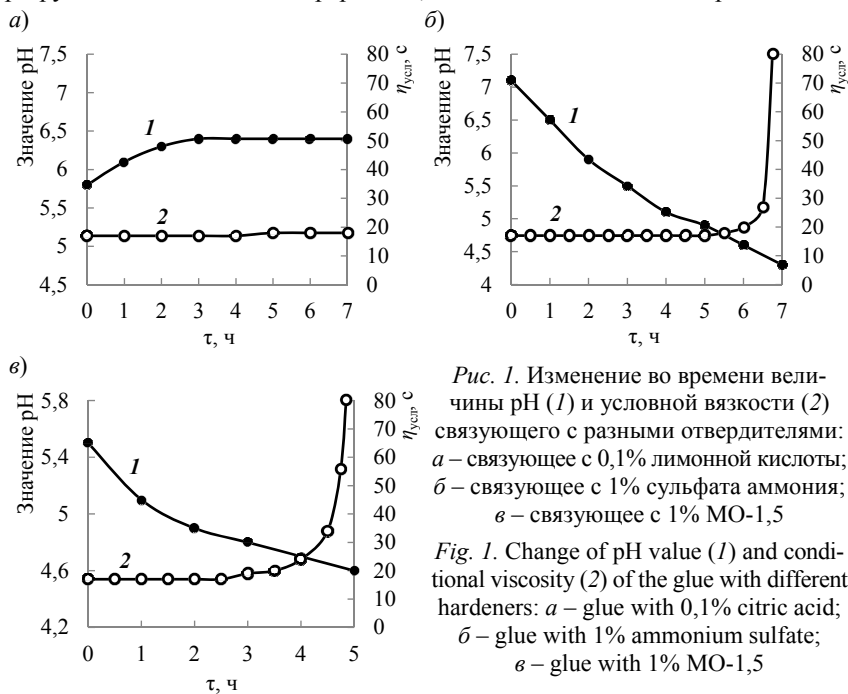 а)
Значение pH
7,5
7
6,5
6
5,5
5
4,5
1
2
80
70
60
50
40
30
20
10
0
ηусл, с
0 1 2 3 4 5 6 7
τ, ч
б)
Значение pH
7,5
7
6,5
6
5,5
5
4,5
4
1
2
80
70
60
50
40
30
20
10
0
ηусл, с
0 1 2 3 4 5 6 7
τ, ч
в)
Значение pH
5,8
5,4
5
4,6
4,2
1
2
80
70
60
50
40
30
20
10
0
ηусл, с
0 1 2 3 4 5
τ, ч
Рис. 1. Изменение во времени вели-
чины pH (1) и условной вязкости (2)
связующего с разными отвердителями:
а – связующее с 0,1% лимонной кислоты;
б – связующее с 1% сульфата аммония;
в – связующее с 1% МО-1,5
Fig. 1. Change of pH value (1) and condi-
tional viscosity (2) of the glue with different
hardeners: а – glue with 0,1% citric acid;
б – glue with 1% ammonium sulfate;
в – glue with 1% MO-1,5